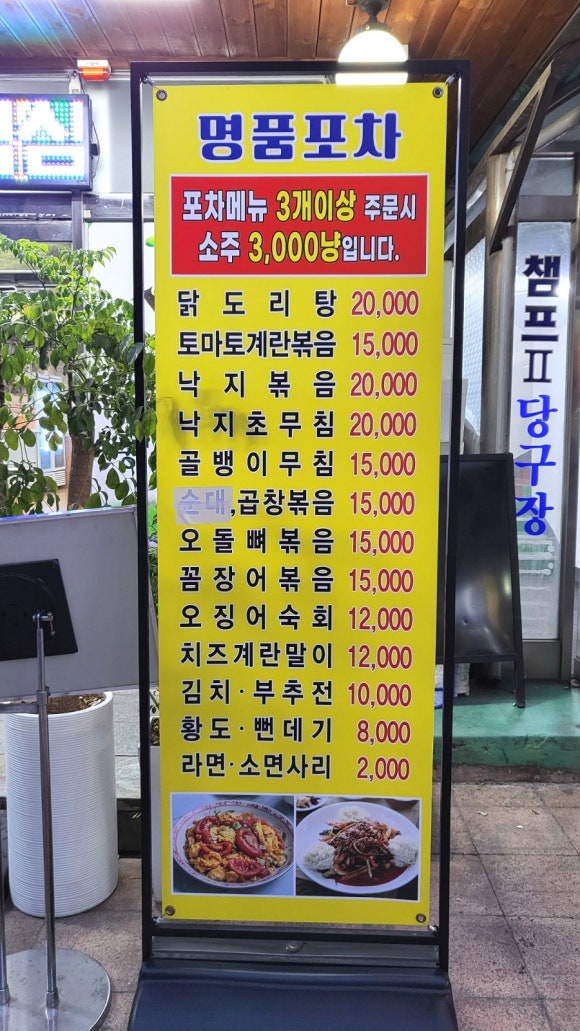 명품포차
포차메뉴 3개이상 주문시
소주 3,000냥입니다.
닭도리탕 20,000
토마토계란볶음 15,000
낙지볶음 20,000
낙지초무침 20,000
골뱅이무침 15,000
순대,곱창볶음 15,000
오돌뼈볶음 15,000
꼼장어볶음 15,000
오징어숙회 12,000
치즈계란말이 12,000
김치·부추전 10,000
황도·뻔데기 8,000
라면·소면사리 2,000
챔프II당구장